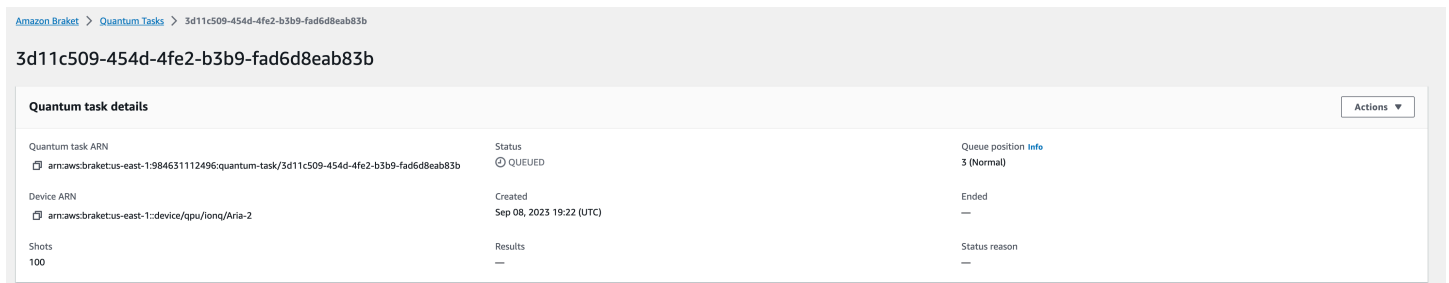 Amazon Braket > Quantum Tasks > 3d11c509-454d-4fe2-b3b9-fad6d8eab83b
3d11c509-454d-4fe2-b3b9-fad6d8eab83b
Quantum task details
Actions
Quantum task ARN
arn:aws:braket:us-east-1:984631112496:quantum-task/3d11c509-454d-4fe2-b3b9-fad6d8eab83b
Status
QUEUED
Queue position Info
3 (Normal)
Device ARN
arn:aws:braket:us-east-1::device/qpu/ionq/Aria-2
Created
Sep 08, 2023 19:22 (UTC)
Ended
—
Shots
100
Results
—
Status reason
—